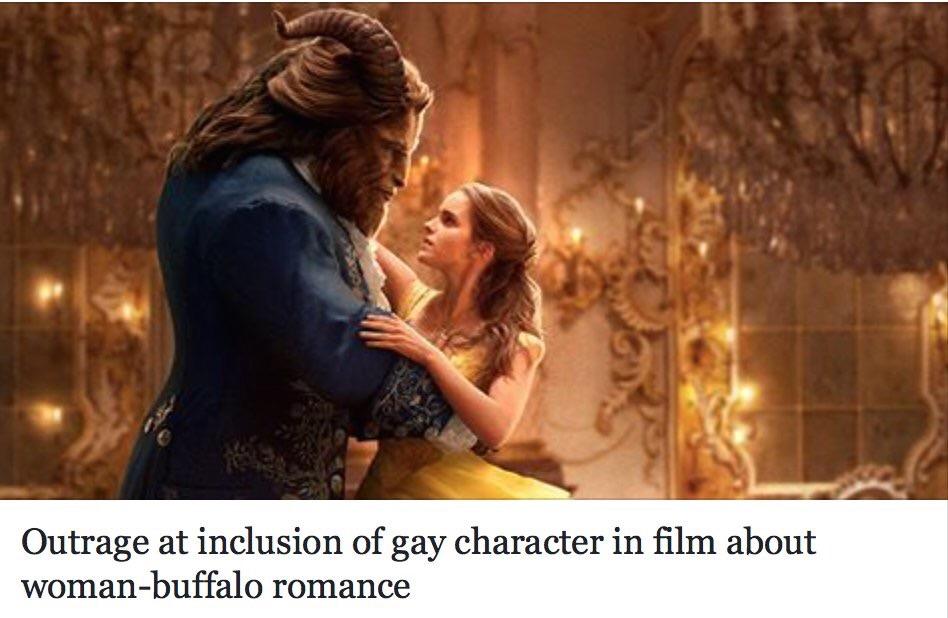 Outrage at inclusion of gay character in film about
woman-buffalo romance